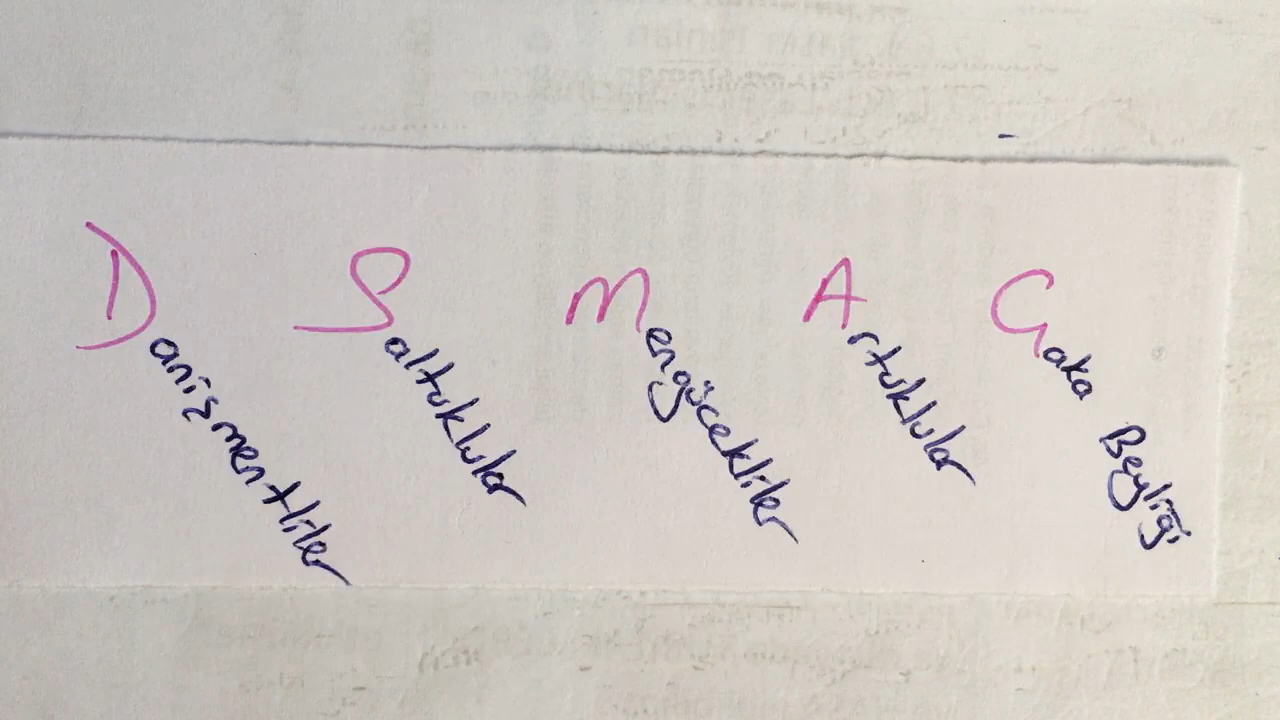 Danişmentliler
Saltuklular
Mengücekliler
Artuklular
Çaka Beyliği